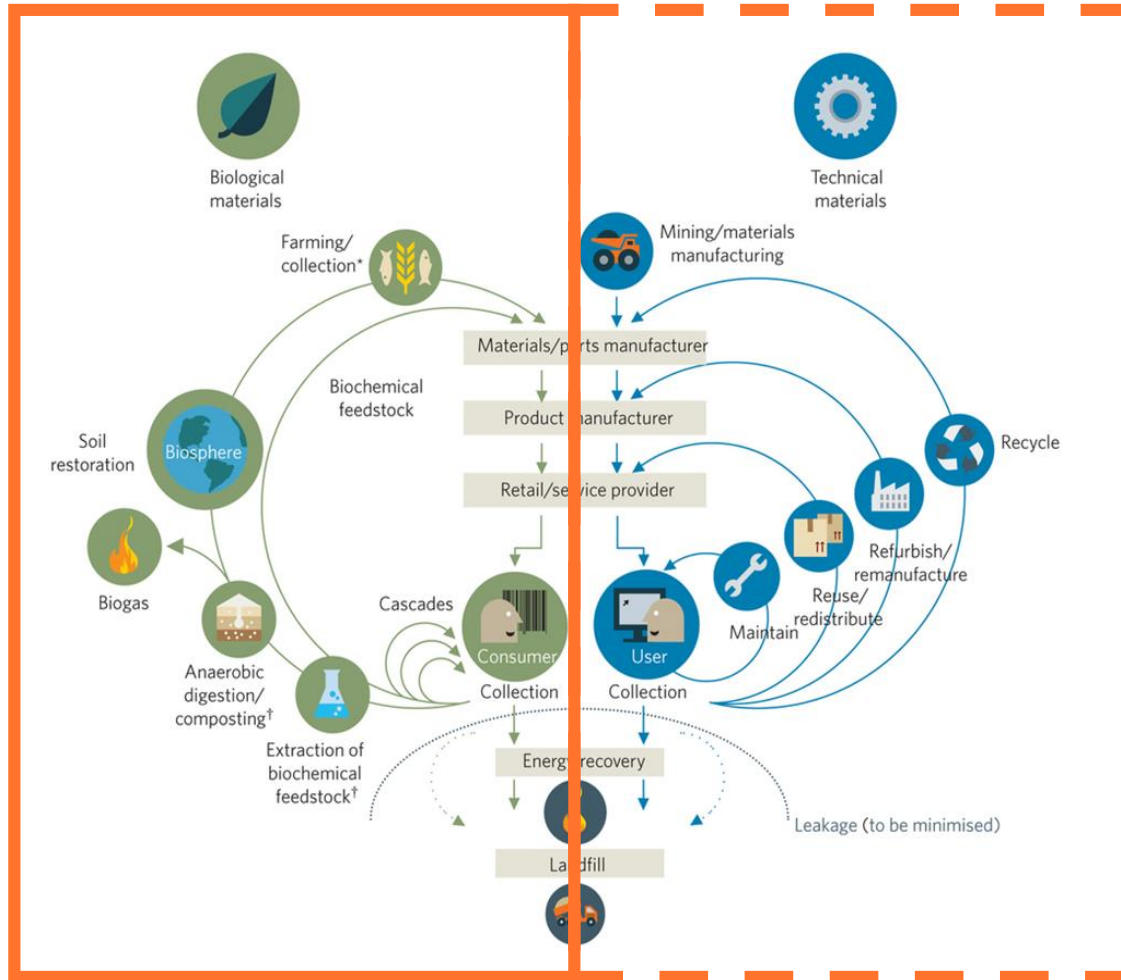 Biological
materials
Technical
materials
Farming/
collection*
Mining/materials
manufacturing
Materials/parts manufacturer
Biochemical
feedstock
Product manufacturer
Soil
restoration
Biosphere
Recycle
Retail/service provider
Refurbish/
remanufacture
Biogas
Cascades
Reuse/
redistribute
Maintain
Consumer
User
Anaerobic
digestion/
composting†
Collection
Collection
Extraction of
biochemical
feedstock†
Energy recovery
Leakage (to be minimised)
Landfill